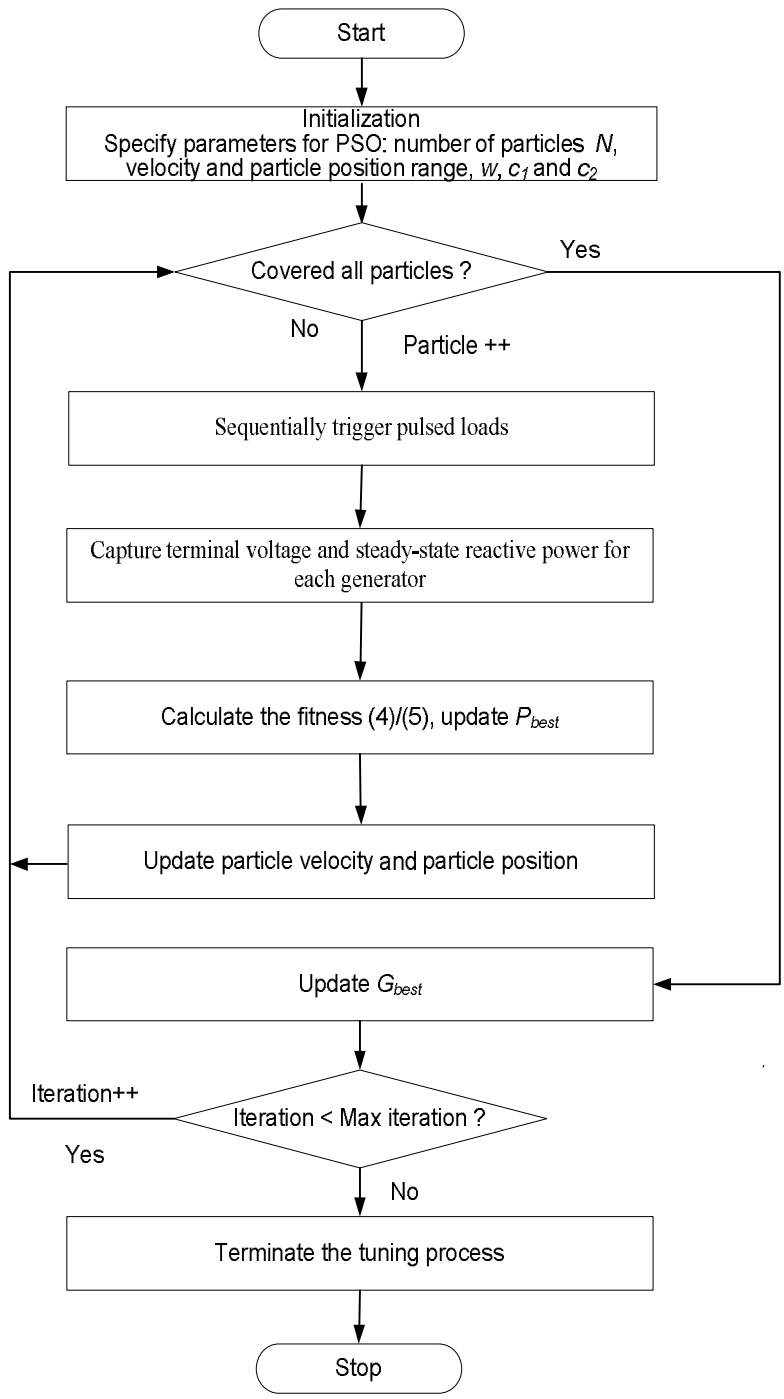 Start
Initialization
Specify parameters for PSO: number of particles N,
velocity and particle position range, w, c1 and c2
Covered all particles ?
Yes
No
Particle ++
Sequentially trigger pulsed loads
Capture terminal voltage and steady-state reactive power for
each generator
Calculate the fitness (4)/(5), update Pbest
Update particle velocity and particle position
Update Gbest
Iteration++
Iteration < Max iteration ?
Yes
No
Terminate the tuning process
Stop